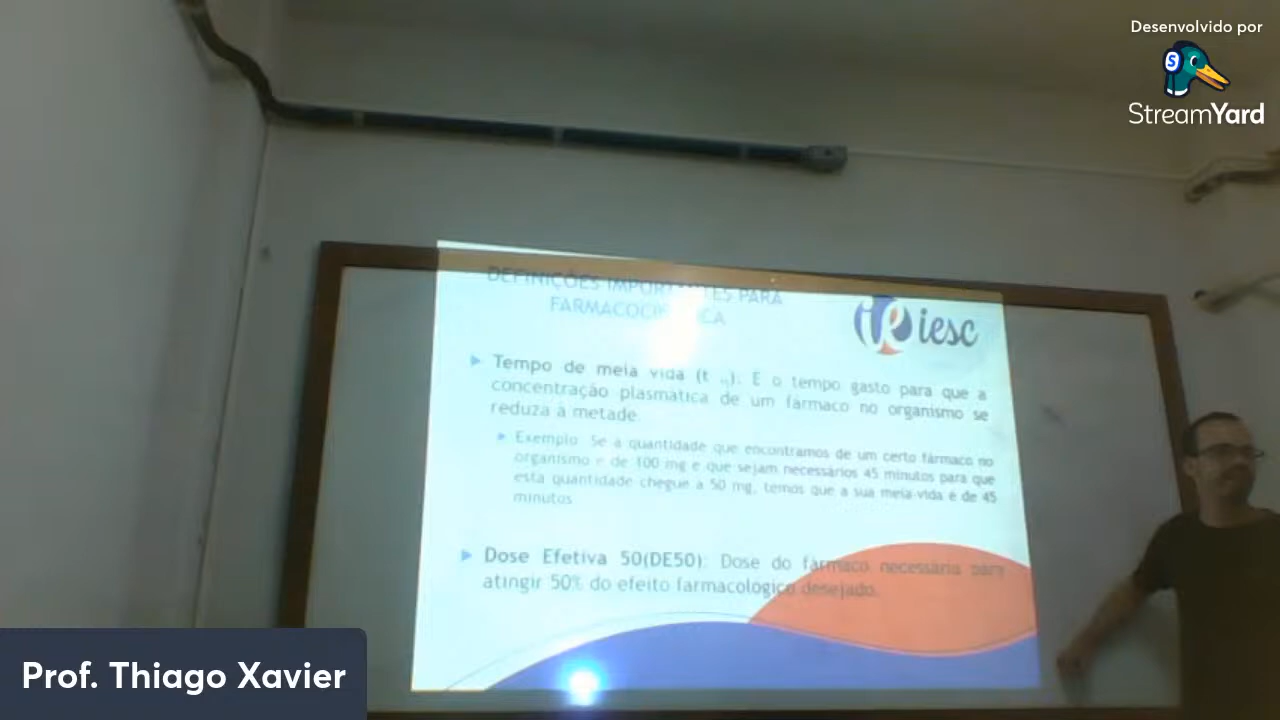 Desenvolvido por
StreamYard
DEFINIÇÕES IMPORTANTES PARA
FARMACOCINÉTICA
iesc
Tempo de meia vida (t ½): É o tempo gasto para que a
concentração plasmática de um fármaco no organismo se
reduza à metade.
Exemplo: Se a quantidade que encontramos de um certo fármaco no
organismo é de 100 mg e que sejam necessários 45 minutos para que
esta quantidade chegue a 50 mg, temos que a sua meia-vida é de 45
minutos
Dose Efetiva 50(DE50): Dose do fármaco necessária para
atingir 50% do efeito farmacológico desejado.
Prof. Thiago Xavier